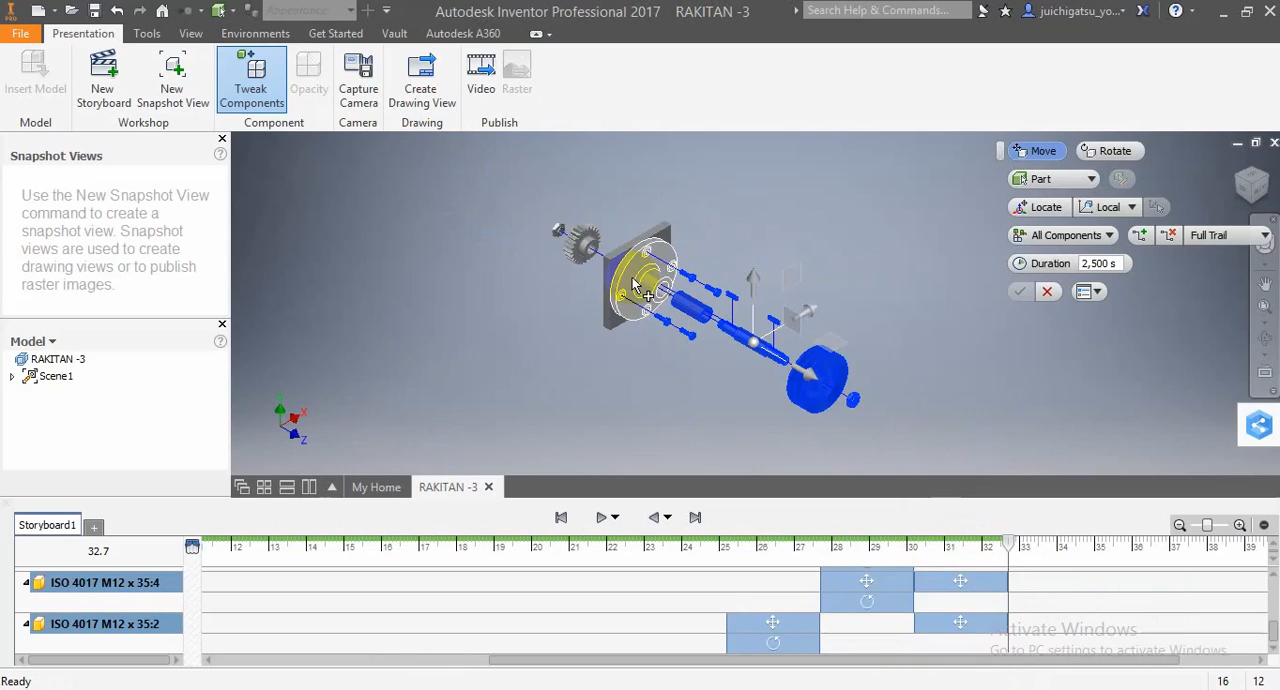 PRO
Appearance
Autodesk Inventor Professional 2017 RAKITAN -3
Search Help & Commands...
juichigatsu_yo...
File Presentation Tools View Environments Get Started Vault Autodesk A360
Insert Model
New Storyboard
New Snapshot View
Tweak Components
Opacity
Capture Camera
Create Drawing View
Video
Raster
Model Workshop Component Camera Drawing Publish
Snapshot Views
Use the New Snapshot View
command to create a
snapshot view. Snapshot
views are used to create
drawing views or to publish
raster images.
Model
RAKITAN -3
Scene1
Move Rotate
Part
Locate Local
All Components Full Trail
Duration 2,500 s
X
Z
My Home RAKITAN -3
Storyboard1
32.7
12 13 14 15 16 17 18 19 20 21 22 23 24 25 26 27 28 29 30 31 32 33 34 35 36 37 38 39
ISO 4017 M12 x 35:4
ISO 4017 M12 x 35:2
Activate Windows
Go to PC settings to activate Windows.
Ready 16 12